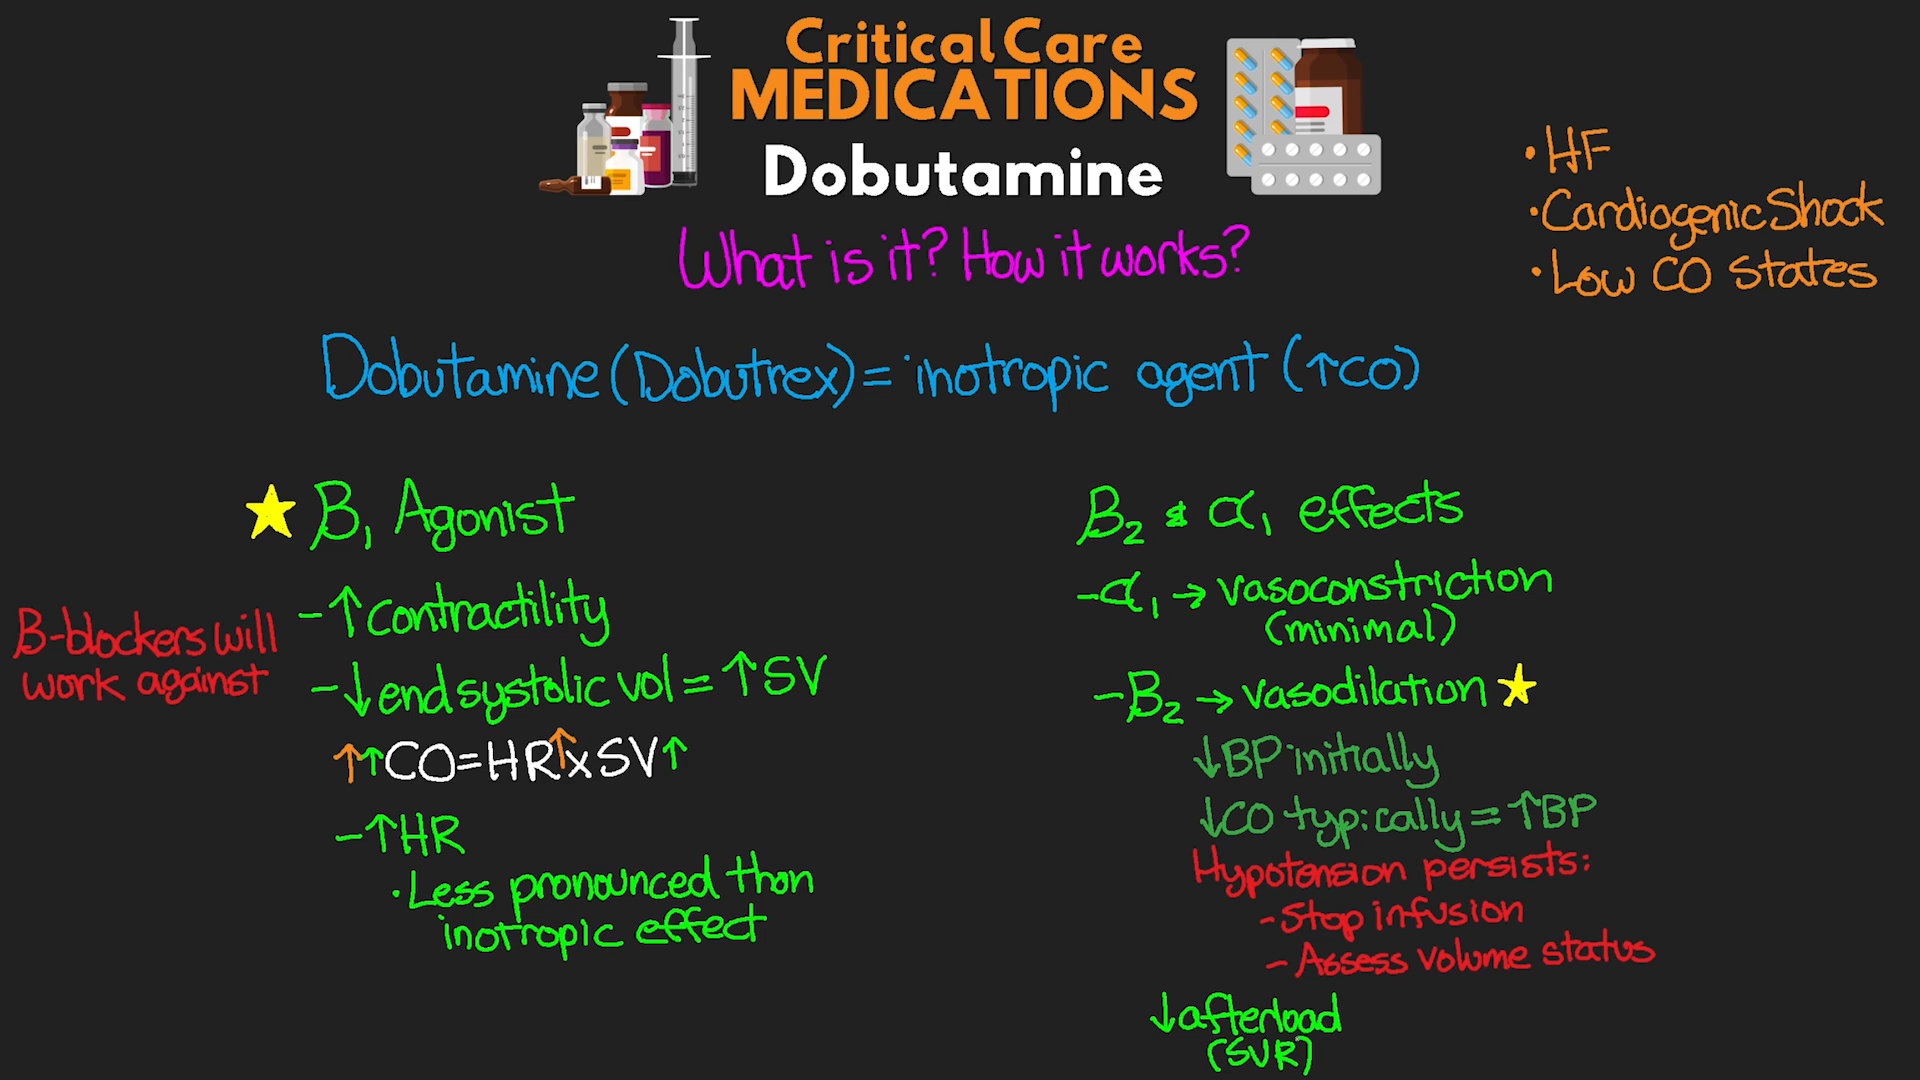 Critical Care
MEDICATIONS
Dobutamine
What is it? How it works?
• HF
• Cardiogenic Shock
• Low CO States
Dobutamine (Dobutrex) = inotropic agent (↑CO)
B₁ Agonist
- ↑ contractility
- ↓ end systolic vol = ↑ SV
↑↑CO=HR↑xSV↑
- ↑HR
• Less pronounced than
inotropic effect
B-blockers will
work against
B₂ & α₁ effects
- α₁ → vasoconstriction
(minimal)
- B₂ → vasodilation
↓BP initially
↓CO typically = ↑BP
Hypotension persists:
- Stop infusion
- Assess volume status
↓afterload
(SVR)